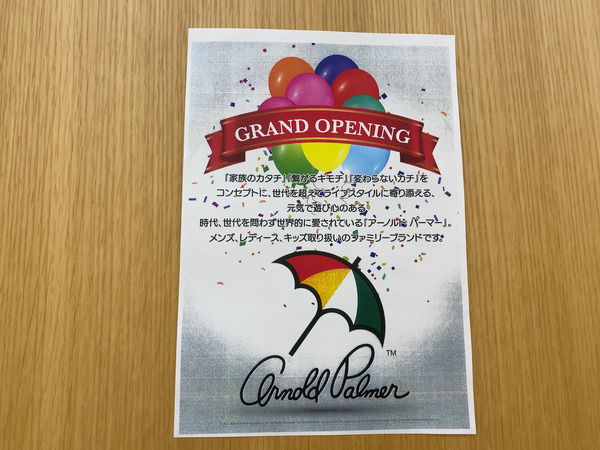 GRAND OPENING
『家族のカタチ』『繋がるキモチ』『変わらないカチ』を
コンセプトに、世代を超えてライフスタイルに寄り添える、
元気で遊び心のある
時代、世代を問わず世界的に愛されている『アーノルド パーマー』。
メンズ、レディース、キッズ取り扱いのファミリーブランドです。
TM
Arnold Palmer